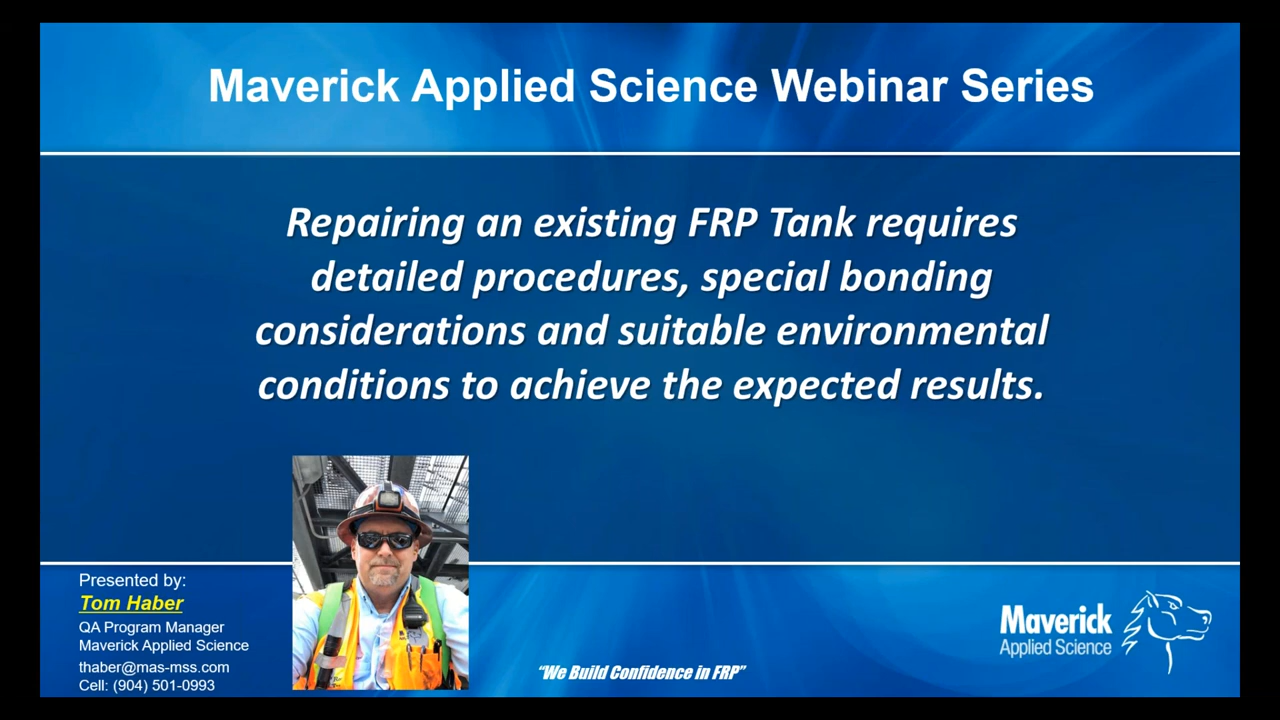 Maverick Applied Science Webinar Series
Repairing an existing FRP Tank requires
detailed procedures, special bonding
considerations and suitable environmental
conditions to achieve the expected results.
Presented by:
Tom Haber
QA Program Manager
Maverick Applied Science
thaber@mas-mss.com
Cell: (904) 501-0993
"We Build Confidence in FRP"
Maverick
Applied Science